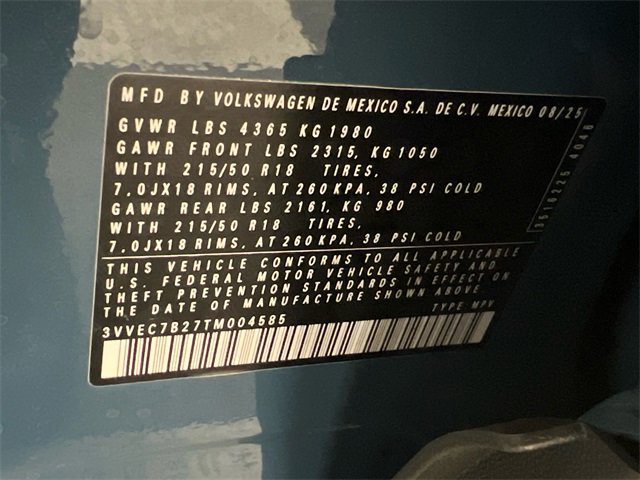 MFD BY VOLKSWAGEN DE MEXICO S.A. DE C.V. MEXICO 08/25
GVWR LBS 4365 KG 1980
GAWR FRONT LBS 2315, KG 1050
WITH 215/50 R18 TIRES,
7.0JX18 RIMS, AT 260 KPA, 38 PSI COLD
GAWR REAR LBS 2161, KG 980
WITH 215/50 R18 TIRES,
7.0JX18 RIMS, AT 260 KPA, 38 PSI COLD
THIS VEHICLE CONFORMS TO ALL APPLICABLE
U.S. FEDERAL MOTOR VEHICLE SAFETY AND
THEFT PREVENTION STANDARDS IN EFFECT ON
THE DATE OF MANUFACTURE SHOWN ABOVE
3VVEC7B27TM004585 TYPE: MPV
3516225 4046